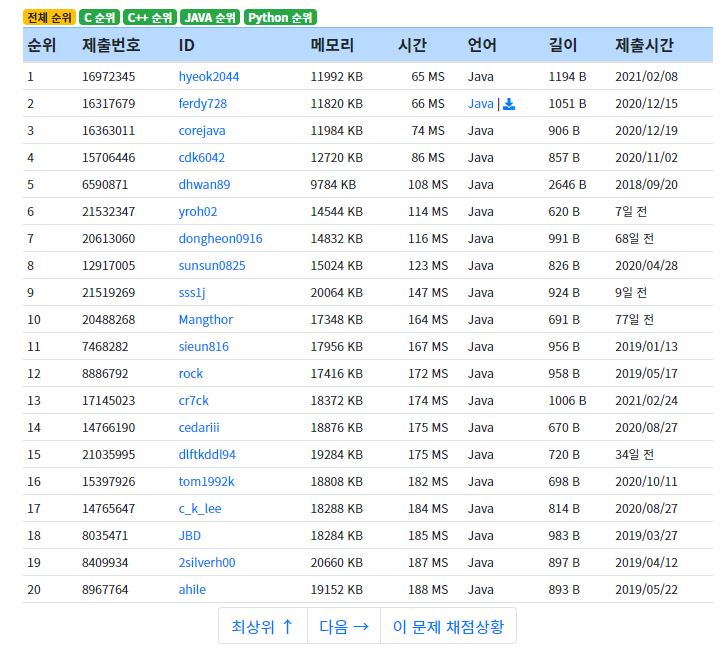 전체 순위 C 순위 C++ 순위 JAVA 순위 Python 순위
순위 제출번호 ID 메모리 시간 언어 길이 제출시간
1 16972345 hyeok2044 11992 KB 65 MS Java 1194 B 2021/02/08
2 16317679 ferdy728 11820 KB 66 MS Java | 1051 B 2020/12/15
3 16363011 corejava 11984 KB 74 MS Java 906 B 2020/12/19
4 15706446 cdk6042 12720 KB 86 MS Java 857 B 2020/11/02
5 6590871 dhwan89 9784 KB 108 MS Java 2646 B 2018/09/20
6 21532347 yroh02 14544 KB 114 MS Java 620 B 7일 전
7 20613060 dongheon0916 14832 KB 116 MS Java 991 B 68일 전
8 12917005 sunsun0825 15024 KB 123 MS Java 826 B 2020/04/28
9 21519269 sss1j 20064 KB 147 MS Java 924 B 9일 전
10 20488268 Mangthor 17348 KB 164 MS Java 691 B 77일 전
11 7468282 sieun816 17956 KB 167 MS Java 956 B 2019/01/13
12 8886792 rock 17416 KB 172 MS Java 958 B 2019/05/17
13 17145023 cr7ck 18372 KB 174 MS Java 1006 B 2021/02/24
14 14766190 cedariii 18876 KB 175 MS Java 670 B 2020/08/27
15 21035995 dlftkddl94 19284 KB 175 MS Java 720 B 34일 전
16 15397926 tom1992k 18808 KB 182 MS Java 698 B 2020/10/11
17 14765647 c_k_lee 18288 KB 184 MS Java 814 B 2020/08/27
18 8035471 JBD 18284 KB 185 MS Java 983 B 2019/03/27
19 8409934 2silverh00 20660 KB 187 MS Java 897 B 2019/04/12
20 8967764 ahile 19152 KB 188 MS Java 893 B 2019/05/22
최상위 ↑ 다음 → 이 문제 채점상황